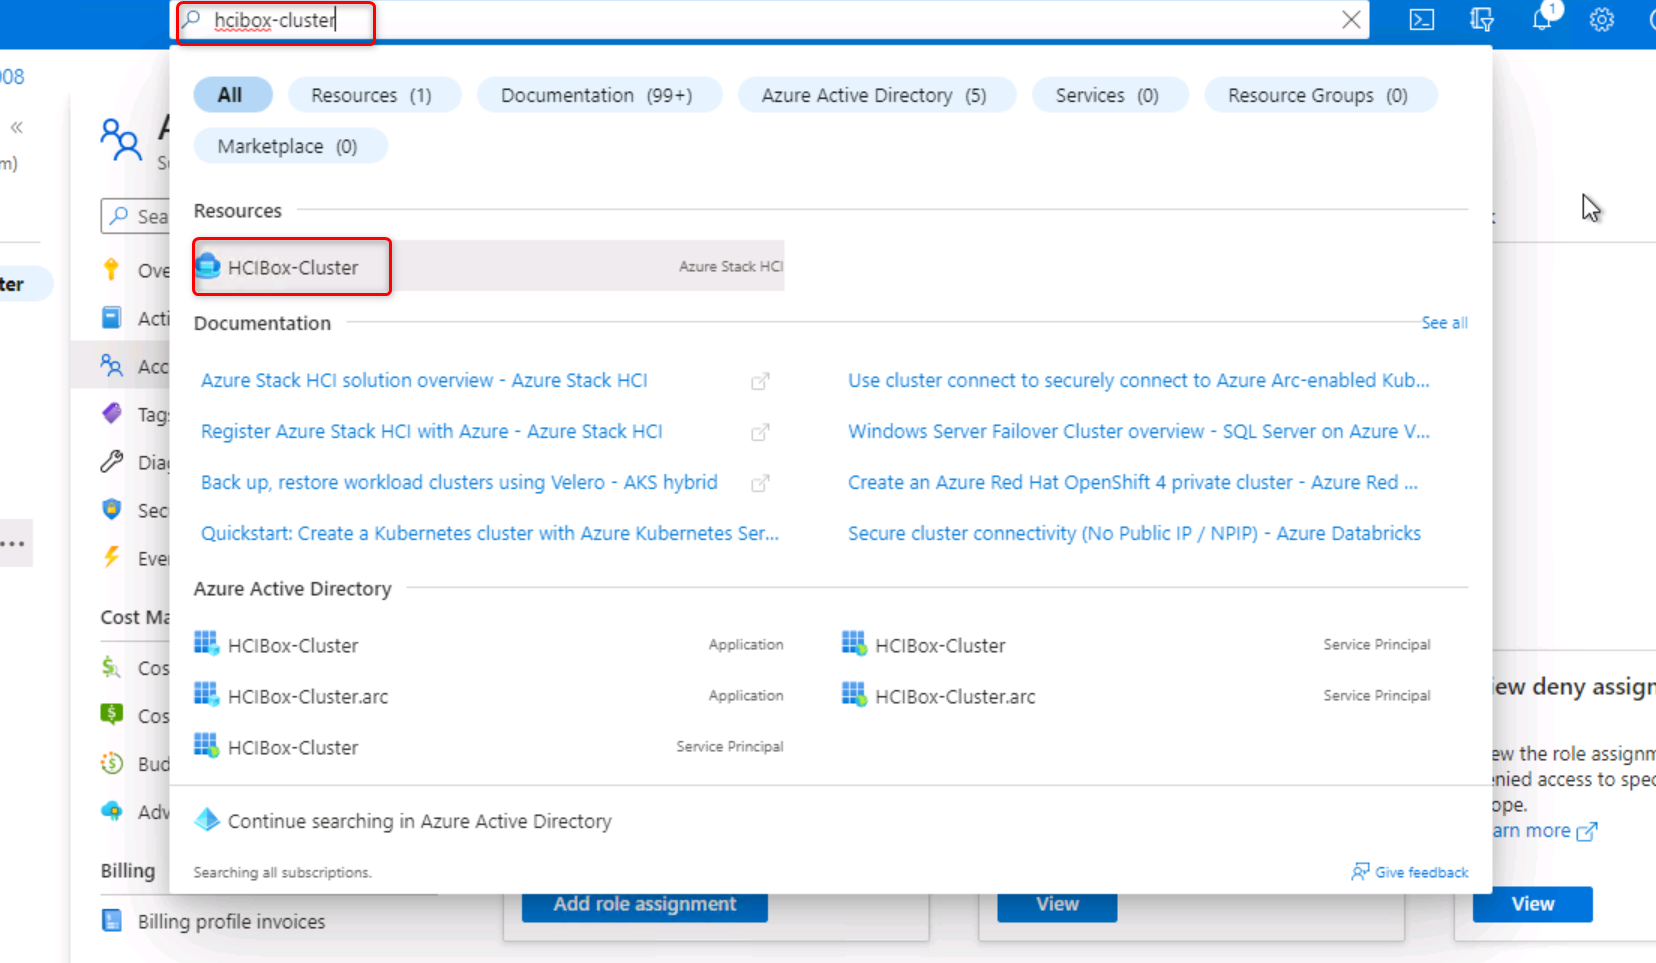 hcibox-cluster
1
008
All
Resources (1)
Documentation (99+)
Azure Active Directory (5)
Services (0)
Resource Groups (0)
Marketplace (0)
«
m)
A
S
Sea
ter
Resources
HCIBox-Cluster
Azure Stack HCI
Documentation
See all
Azure Stack HCI solution overview - Azure Stack HCI
Use cluster connect to securely connect to Azure Arc-enabled Kub...
Register Azure Stack HCI with Azure - Azure Stack HCI
Windows Server Failover Cluster overview - SQL Server on Azure V...
Back up, restore workload clusters using Velero - AKS hybrid
Create an Azure Red Hat OpenShift 4 private cluster - Azure Red ...
Quickstart: Create a Kubernetes cluster with Azure Kubernetes Ser...
Secure cluster connectivity (No Public IP / NPIP) - Azure Databricks
Azure Active Directory
HCIBox-Cluster
Application
HCIBox-Cluster
Service Principal
HCIBox-Cluster.arc
Application
HCIBox-Cluster.arc
Service Principal
HCIBox-Cluster
Service Principal
Continue searching in Azure Active Directory
Searching all subscriptions.
Give feedback
Ove
Acti
Acc
Tags
Diag
Secu
Eve
Cost Ma
Cos
Cos
Bud
Adv
Billing
Billing profile invoices
Add role assignment
View
iew deny assignm
ew the role assignm
enied access to spec
ope.
arn more
View